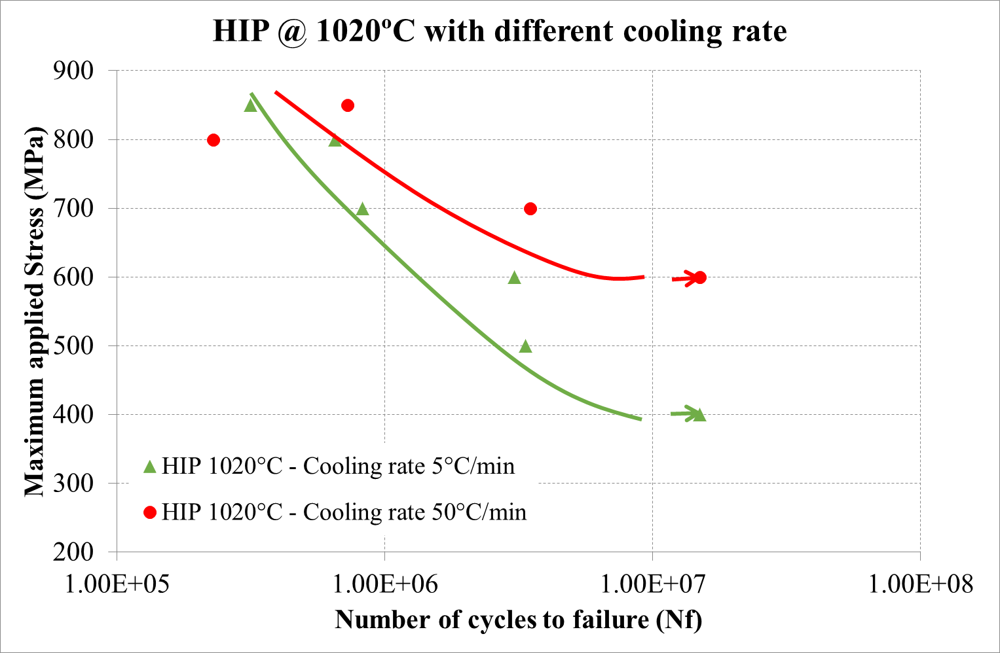 HIP @ 1020ºC with different cooling rate
Maximum applied Stress (MPa)
900
800
700
600
500
400
300
200
HIP 1020°C - Cooling rate 5°C/min
HIP 1020°C - Cooling rate 50°C/min
1.00E+05 1.00E+06 1.00E+07 1.00E+08
Number of cycles to failure (Nf)